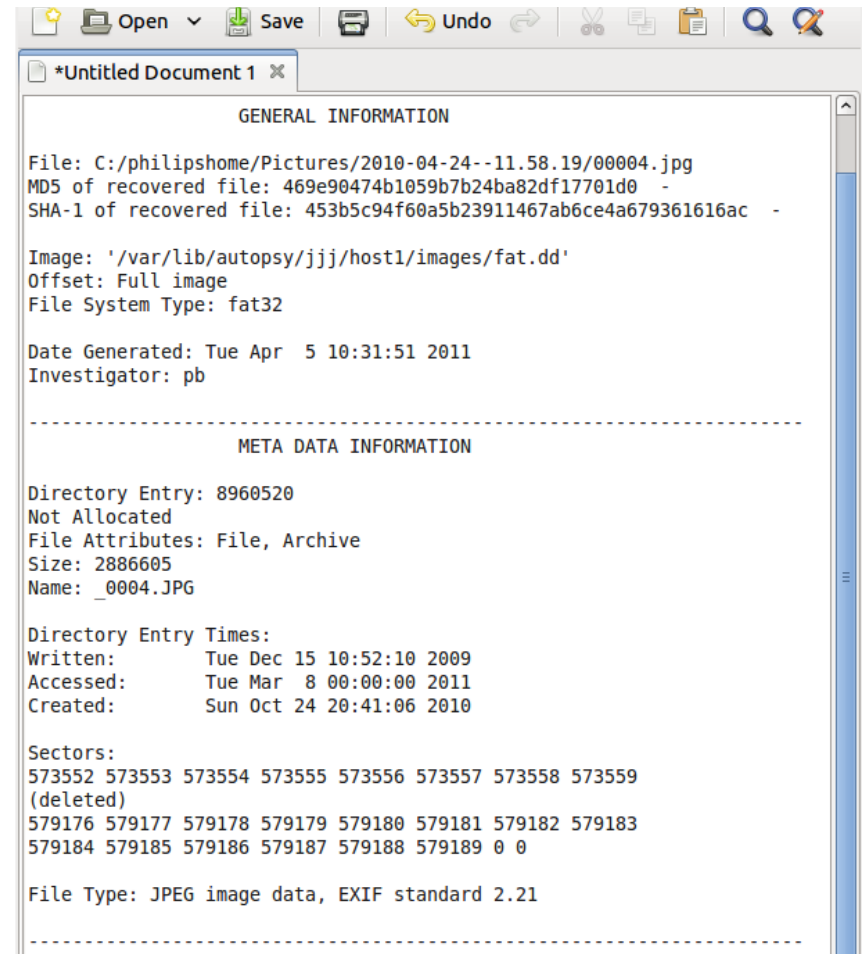 Open Save Undo
*Untitled Document 1
GENERAL INFORMATION
File: C:/philipshome/Pictures/2010-04-24--11.58.19/00004.jpg
MD5 of recovered file: 469e90474b1059b7b24ba82df17701d0 -
SHA-1 of recovered file: 453b5c94f60a5b23911467ab6ce4a679361616ac -
Image: '/var/lib/autopsy/jjj/host1/images/fat.dd'
Offset: Full image
File System Type: fat32
Date Generated: Tue Apr 5 10:31:51 2011
Investigator: pb
----------------------------------------------------------------------
META DATA INFORMATION
Directory Entry: 8960520
Not Allocated
File Attributes: File, Archive
Size: 2886605
Name: _0004.JPG
Directory Entry Times:
Written: Tue Dec 15 10:52:10 2009
Accessed: Tue Mar 8 00:00:00 2011
Created: Sun Oct 24 20:41:06 2010
Sectors:
573552 573553 573554 573555 573556 573557 573558 573559
(deleted)
579176 579177 579178 579179 579180 579181 579182 579183
579184 579185 579186 579187 579188 579189 0 0
File Type: JPEG image data, EXIF standard 2.21
----------------------------------------------------------------------